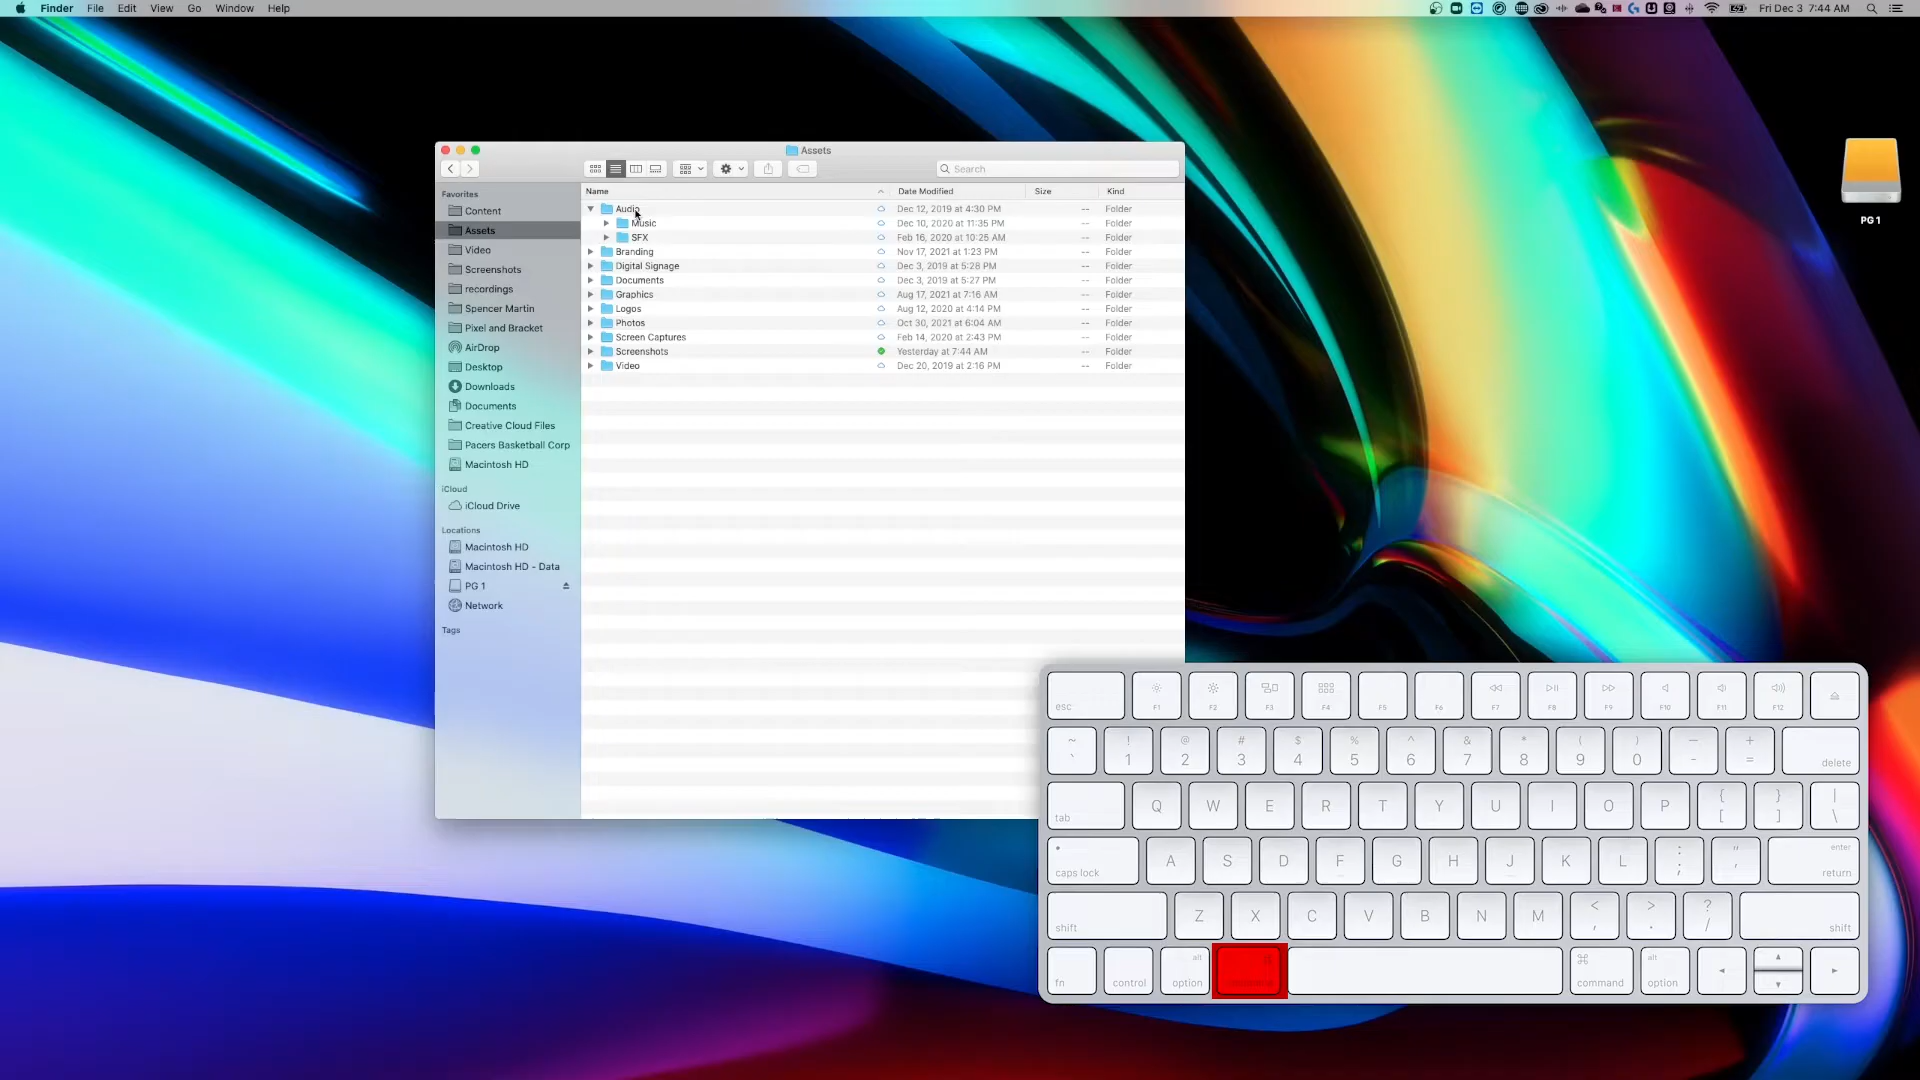 Finder File Edit View Go Window Help
Fri Dec 3 7:44 AM
PG 1
Assets
Search
Name Date Modified Size Kind
Favorites
Content
Assets
Video
Screenshots
recordings
Spencer Martin
Pixel and Bracket
AirDrop
Desktop
Downloads
Documents
Creative Cloud Files
Pacers Basketball Corp
Macintosh HD
iCloud
iCloud Drive
Locations
Macintosh HD
Macintosh HD - Data
PG 1
Network
Tags
Audio Dec 12, 2019 at 4:30 PM -- Folder
Music Dec 10, 2020 at 11:35 PM -- Folder
SFX Feb 16, 2020 at 10:25 AM -- Folder
Branding Nov 17, 2021 at 1:23 PM -- Folder
Digital Signage Dec 3, 2019 at 5:28 PM -- Folder
Documents Dec 3, 2019 at 5:27 PM -- Folder
Graphics Aug 17, 2021 at 7:16 AM -- Folder
Logos Aug 12, 2020 at 4:14 PM -- Folder
Photos Oct 30, 2021 at 6:04 AM -- Folder
Screen Captures Feb 14, 2020 at 2:43 PM -- Folder
Screenshots Yesterday at 7:44 AM -- Folder
Video Dec 20, 2019 at 2:16 PM -- Folder
esc F1 F2 F3 F4 F5 F6 F7 F8 F9 F10 F11 F12
~ ! @ # $ % ^ & * ( ) — +
` 1 2 3 4 5 6 7 8 9 0 - = delete
tab Q W E R T Y U I O P { [ } ] | \
caps lock A S D F G H J K L : ; " ' enter return
shift Z X C V B N M < , > . ? / shift
fn control alt option ⌘ command alt option